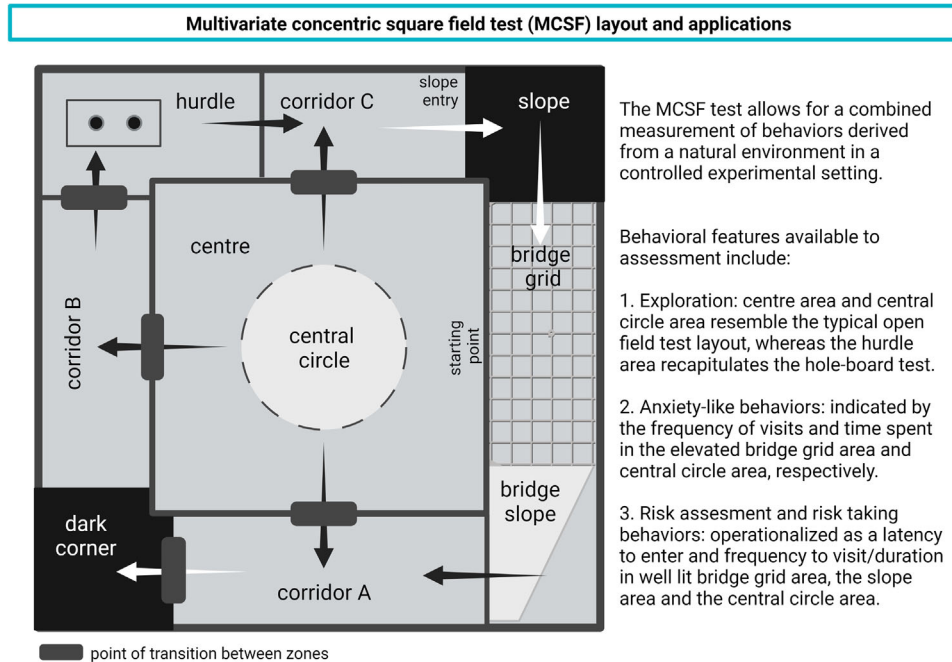 Multivariate concentric square field test (MCSF) layout and applications
hurdle
corridor C
slope
entry
slope
centre
bridge
grid
corridor B
central
circle
starting
point
bridge
slope
dark
corner
corridor A
point of transition between zones
The MCSF test allows for a combined
measurement of behaviors derived
from a natural environment in a
controlled experimental setting.
Behavioral features available to
assessment include:
1. Exploration: centre area and central
circle area resemble the typical open
field test layout, whereas the hurdle
area recapitulates the hole-board test.
2. Anxiety-like behaviors: indicated by
the frequency of visits and time spent
in the elevated bridge grid area and
central circle area, respectively.
3. Risk assesment and risk taking
behaviors: operationalized as a latency
to enter and frequency to visit/duration
in well lit bridge grid area, the slope
area and the central circle area.